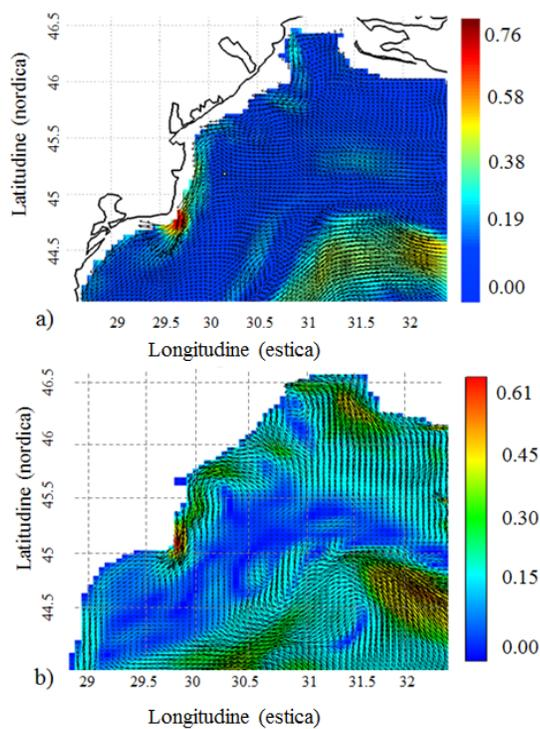 46.5
46
45.5
45
44.5
Latitudine (nordica)
0.76
0.58
0.38
0.19
0.00
a)
29 29.5 30 30.5 31 31.5 32
Longitudine (estica)
46.5
46
45.5
45
44.5
Latitudine (nordica)
0.61
0.45
0.30
0.15
0.00
b)
29 29.5 30 30.5 31 31.5 32
Longitudine (estica)